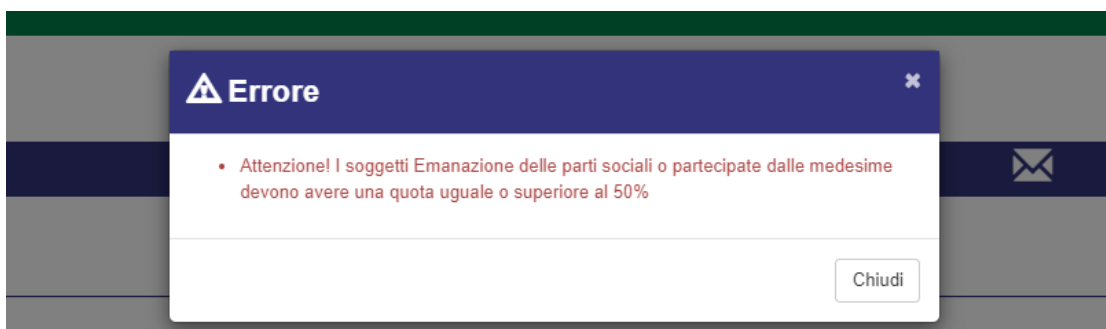 Errore
Attenzione! I soggetti Emanazione delle parti sociali o partecipate dalle medesime
devono avere una quota uguale o superiore al 50%
Chiudi